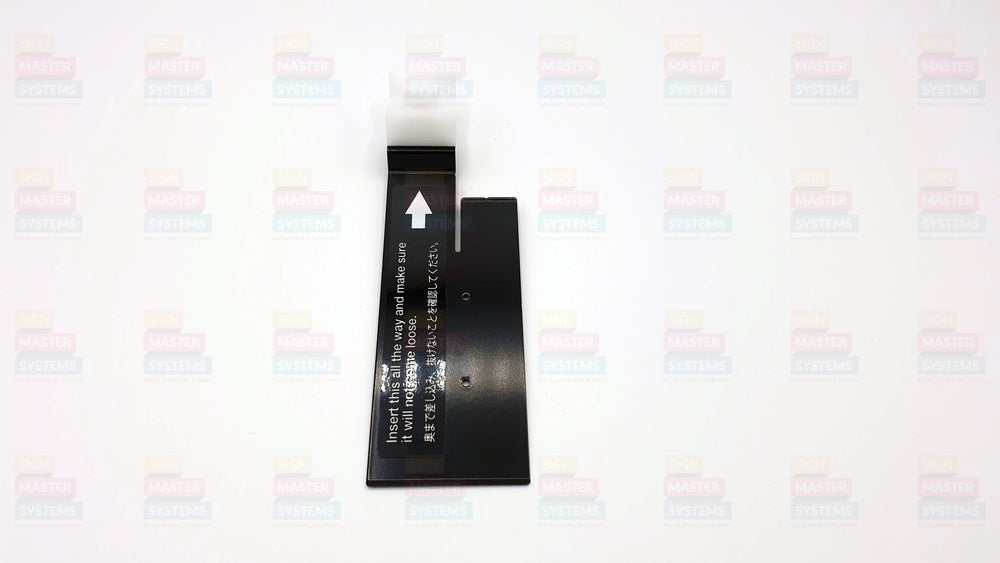 Insert this all the way and make sure
it will not come loose.
奥まで差し込み、抜けないことを確認してください。
SIGN
MASTER
SYSTEMS